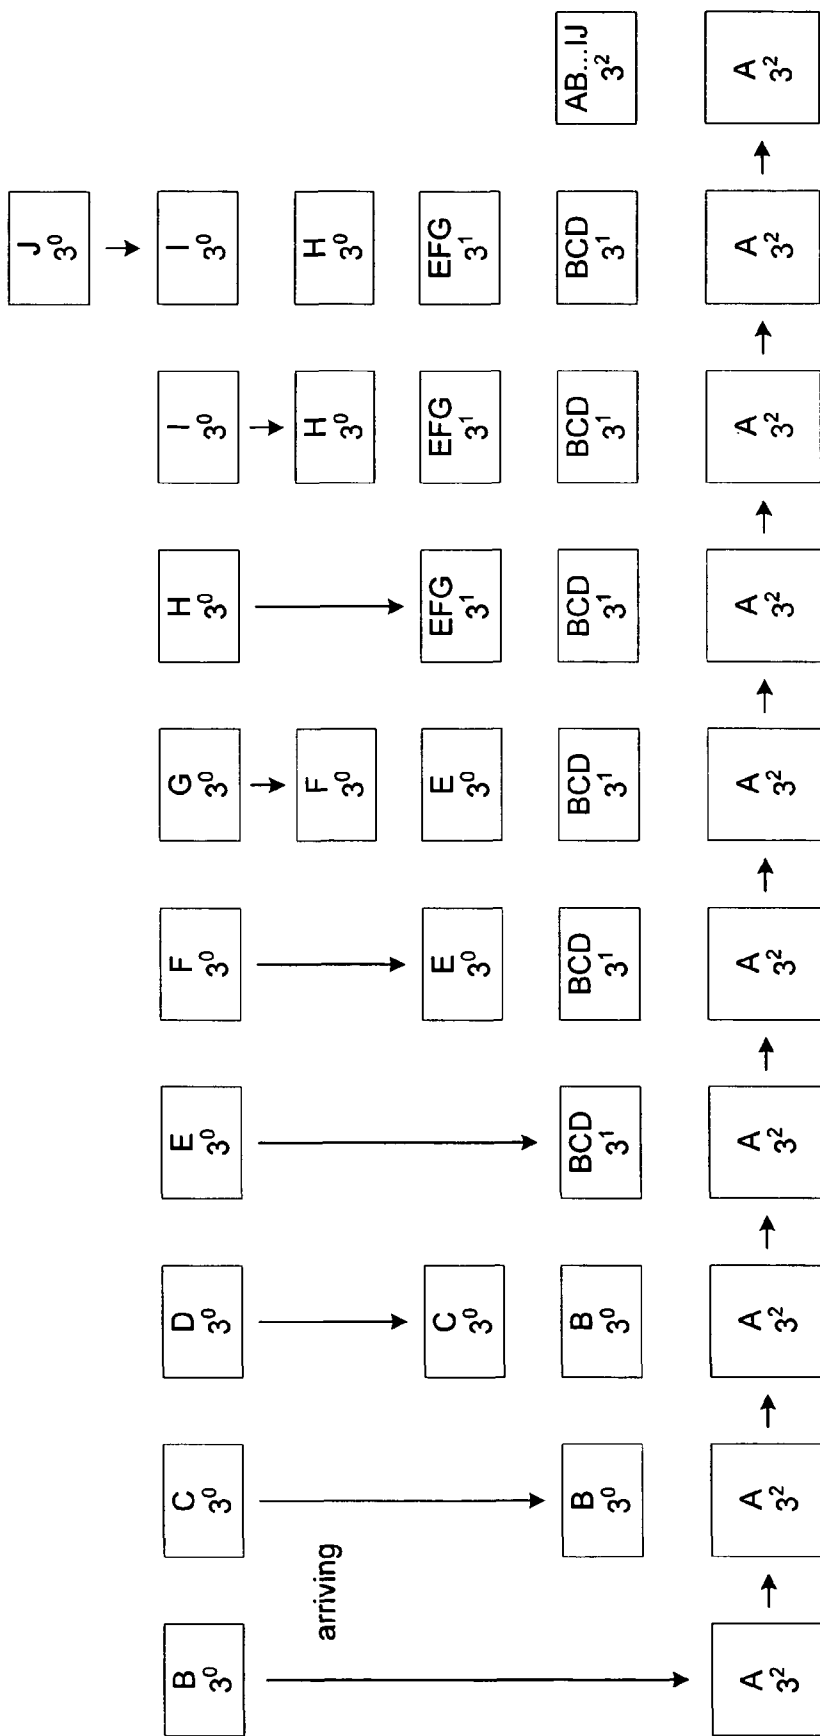 J
3⁰
B C D E F G H I I
3⁰ 3⁰ 3⁰ 3⁰ 3⁰ 3⁰ 3⁰ 3⁰ 3⁰
arriving
F H H
3⁰ 3⁰ 3⁰
C E E EFG EFG EFG
3⁰ 3⁰ 3⁰ 3¹ 3¹ 3¹
B B BCD BCD BCD BCD BCD BCD AB...IJ
3⁰ 3⁰ 3¹ 3¹ 3¹ 3¹ 3¹ 3¹ 3²
A A A A A A A A A A
3² 3² 3² 3² 3² 3² 3² 3² 3² 3²